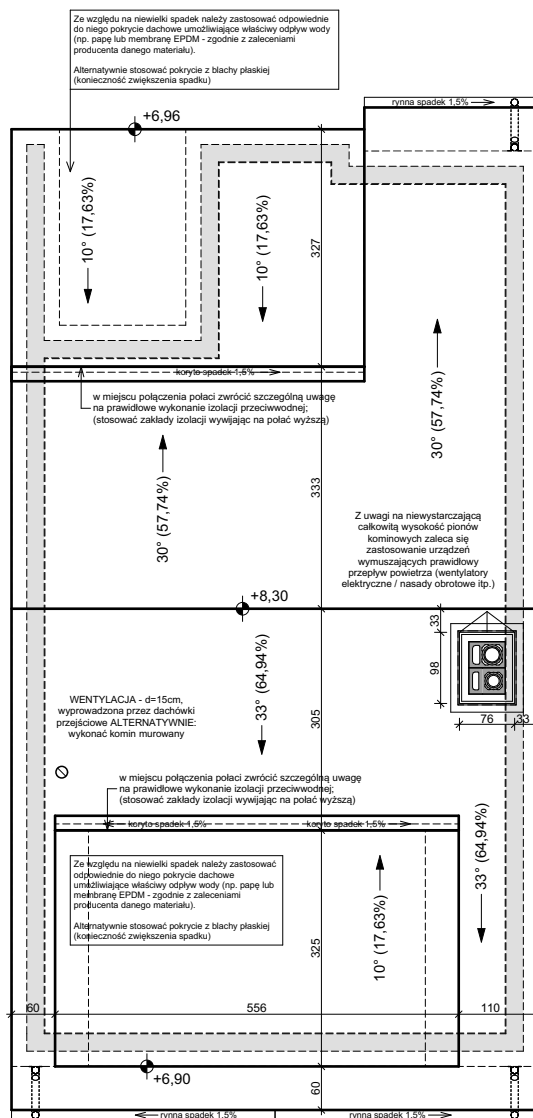 Ze względu na niewielki spadek należy zastosować odpowiednie
do niego pokrycie dachowe umożliwiające właściwy odpływ wody
(np. papę lub membranę EPDM - zgodnie z zaleceniami
producenta danego materiału).
Alternatywnie stosować pokrycie z blachy płaskiej
(konieczność zwiększenia spadku)
rynna spadek 1,5%
+6,96
10° (17,63%)
10° (17,63%)
327
30° (57,74%)
koryto spadek 1,5%
w miejscu połączenia połaci zwrócić szczególną uwagę
na prawidłowe wykonanie izolacji przeciwwodnej;
(stosować zakłady izolacji wywijając na połać wyższą)
30° (57,74%)
333
Z uwagi na niewystarczającą
całkowitą wysokość pionów
kominowych zaleca się
zastosowanie urządzeń
wymuszających prawidłowy
przepływ powietrza (wentylatory
elektryczne / nasady obrotowe itp.)
+8,30
33
98
76
33
33° (64,94%)
305
WENTYLACJA - d=15cm,
wyprowadzona przez dachówki
przejściowe ALTERNATYWNIE:
wykonać komin murowany
w miejscu połączenia połaci zwrócić szczególną uwagę
na prawidłowe wykonanie izolacji przeciwwodnej;
(stosować zakłady izolacji wywijając na połać wyższą)
koryto spadek 1,5%
koryto spadek 1,5%
33° (64,94%)
Ze względu na niewielki spadek należy zastosować
odpowiednie do niego pokrycie dachowe
umożliwiające właściwy odpływ wody (np. papę lub
membranę EPDM - zgodnie z zaleceniami
producenta danego materiału).
Alternatywnie stosować pokrycie z blachy płaskiej
(konieczność zwiększenia spadku)
10° (17,63%)
325
60
556
110
+6,90
60
rynna spadek 1,5%
rynna spadek 1,5%